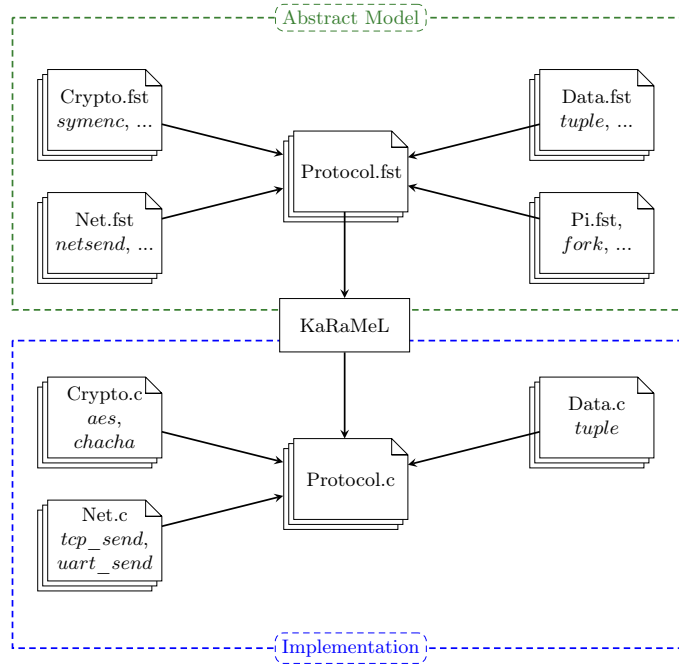 Abstract Model
Crypto.fst
symenc, ...
Data.fst
tuple, ...
Protocol.fst
Net.fst
netsend, ...
Pi.fst,
fork, ...
KaRaMeL
Crypto.c
aes,
chacha
Data.c
tuple
Protocol.c
Net.c
tcp_send,
uart_send
Implementation